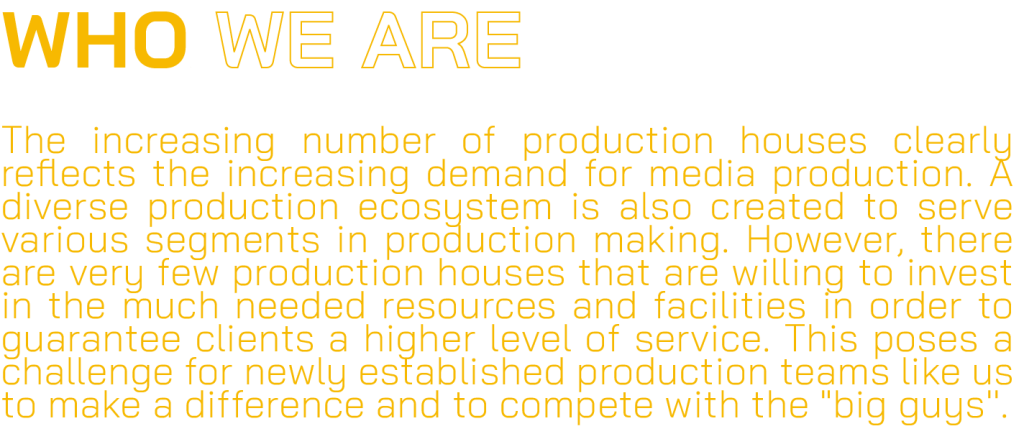 WHO WE ARE
The increasing number of production houses clearly
reflects the increasing demand for media production. A
diverse production ecosystem is also created to serve
various segments in production making. However, there
are very few production houses that are willing to invest
in the much needed resources and facilities in order to
guarantee clients a higher level of service. This poses a
challenge for newly established production teams like us
to make a difference and to compete with the "big guys".